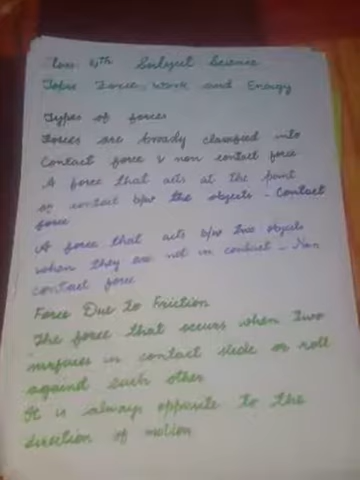 Class 6th Subject Science
Topic Force, Work and Energy
Types of forces
Forces are broadly classified into
Contact force & non contact force
A force that acts at the point
of contact b/w the objects - Contact
force
A force that acts b/w two objects
when they are not in contact - Non
contact force
Force Due To Friction
The force that occurs when two
surfaces in contact slide or roll
against each other
It is always opposite to the
direction of motion